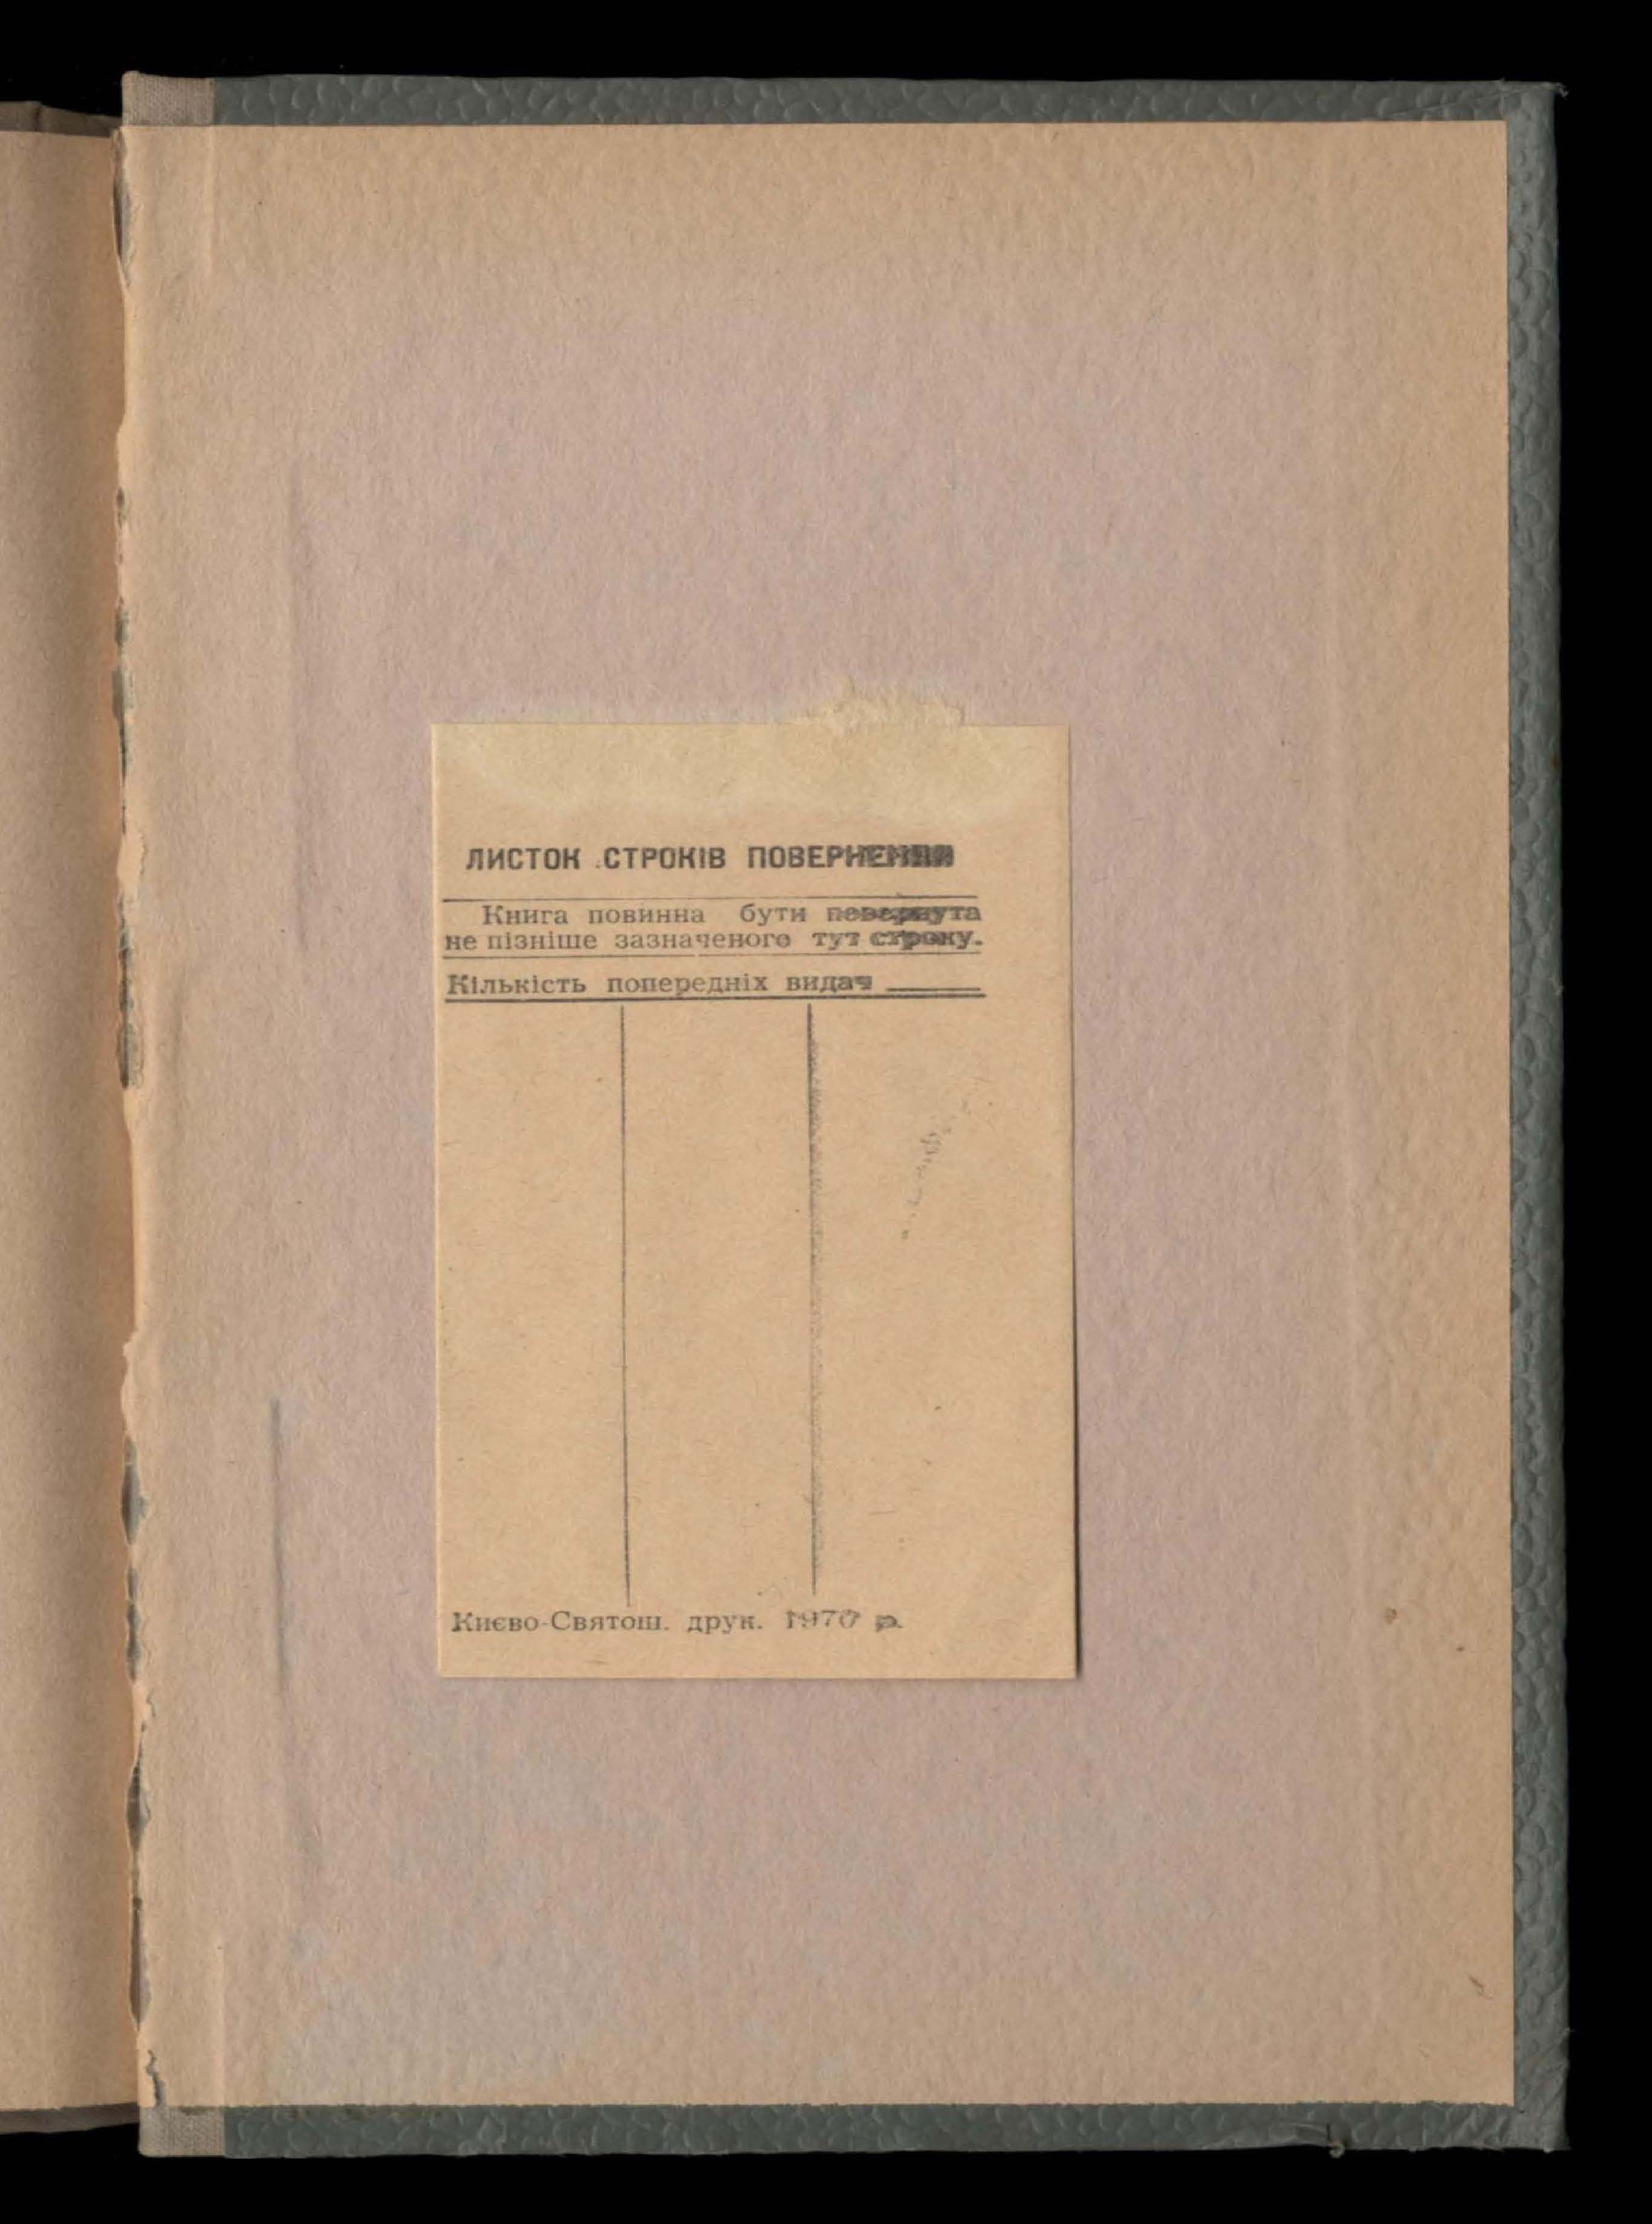 ЛИСТОК СТРОКІВ ПОВЕРНЕННЯ
Книга повинна бути повернута
не пізніше зазначеного тут строку.
Кількість попередніх видач
Києво-Святош. друк. 1970 р.